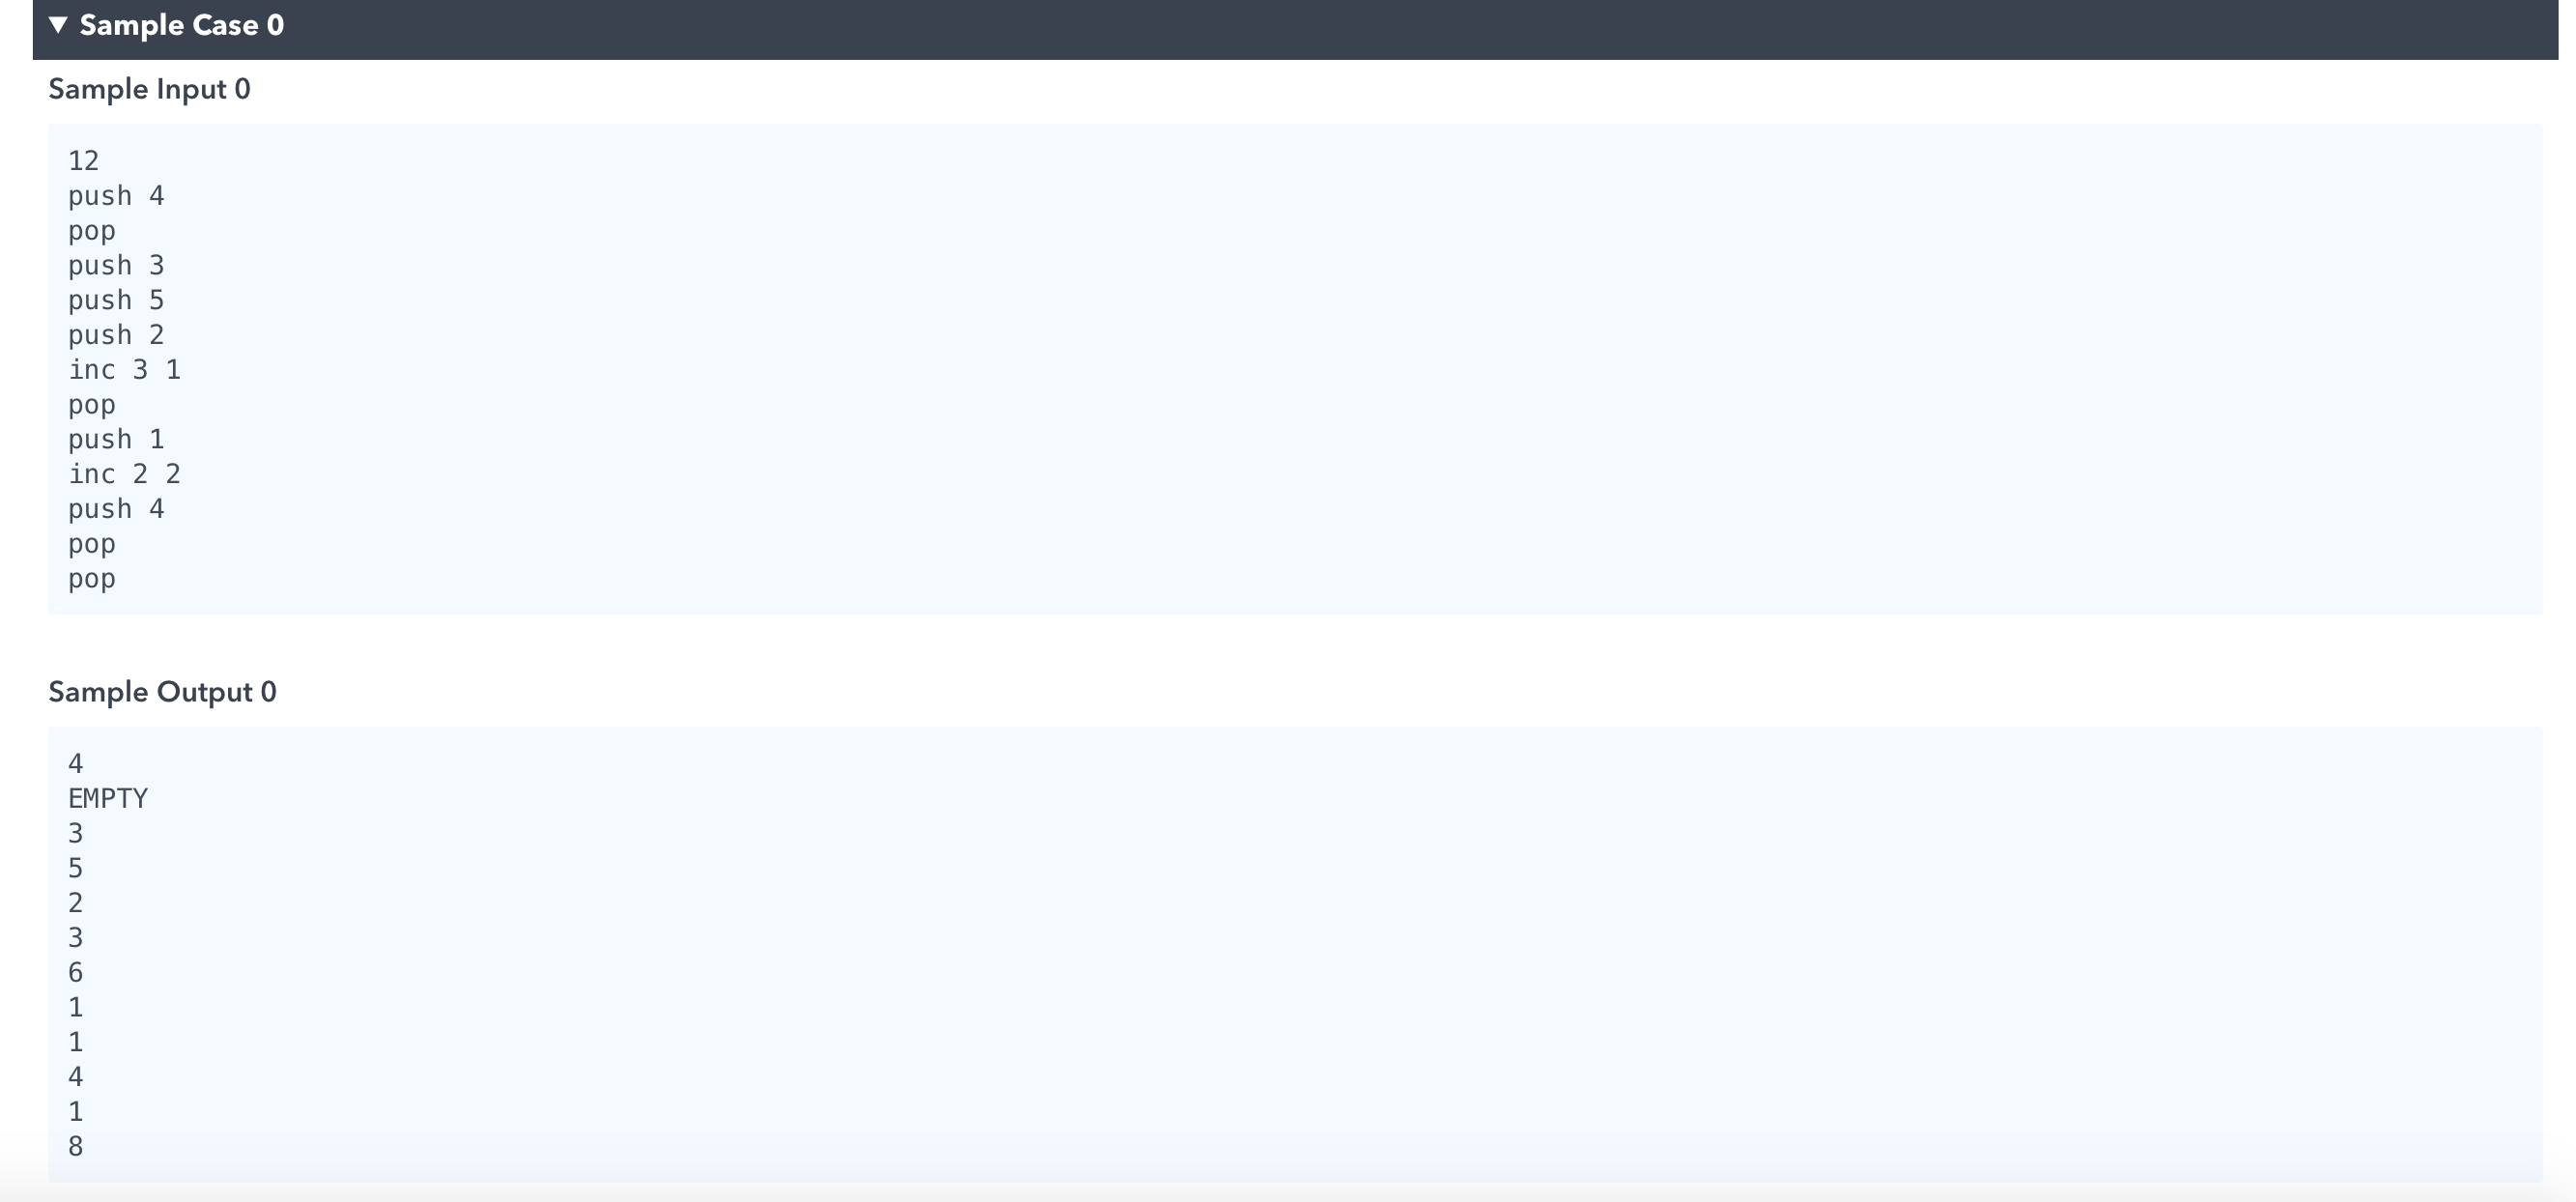 ▼ Sample Case 0
Sample Input 0
12
push 4
pop
push 3
push 5
push 2
inc 3 1
pop
push 1
inc 2 2
push 4
pop
pop
Sample Output 0
4
EMPTY
3
5
2
3
6
1
1
4
1
8